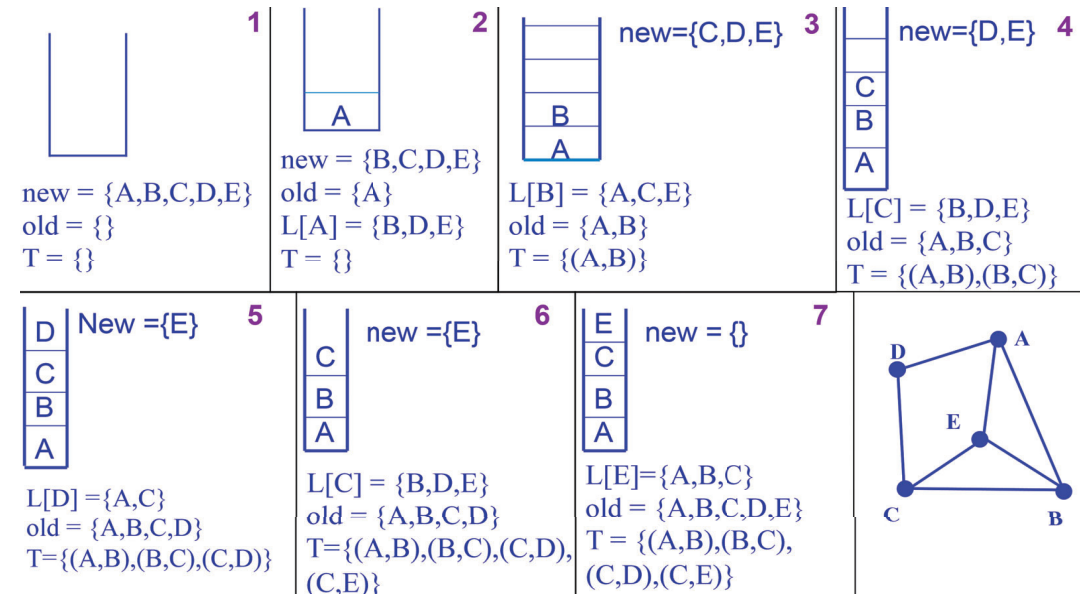 1
new = {A,B,C,D,E}
old = {}
T = {}
2
A
new = {B,C,D,E}
old = {A}
L[A] = {B,D,E}
T = {}
new={C,D,E} 3
B
A
L[B] = {A,C,E}
old = {A,B}
T = {(A,B)}
new={D,E} 4
C
B
A
L[C] = {B,D,E}
old = {A,B,C}
T = {(A,B),(B,C)}
New ={E} 5
D
C
B
A
L[D] ={A,C}
old = {A,B,C,D}
T={(A,B),(B,C),(C,D)}
6
new ={E}
C
B
A
L[C] = {B,D,E}
old = {A,B,C,D}
T={(A,B),(B,C),(C,D),
(C,E)}
7
new = {}
E
C
B
A
L[E]={A,B,C}
old = {A,B,C,D,E}
T = {(A,B),(B,C),
(C,D),(C,E)}
A
D
E
C
B